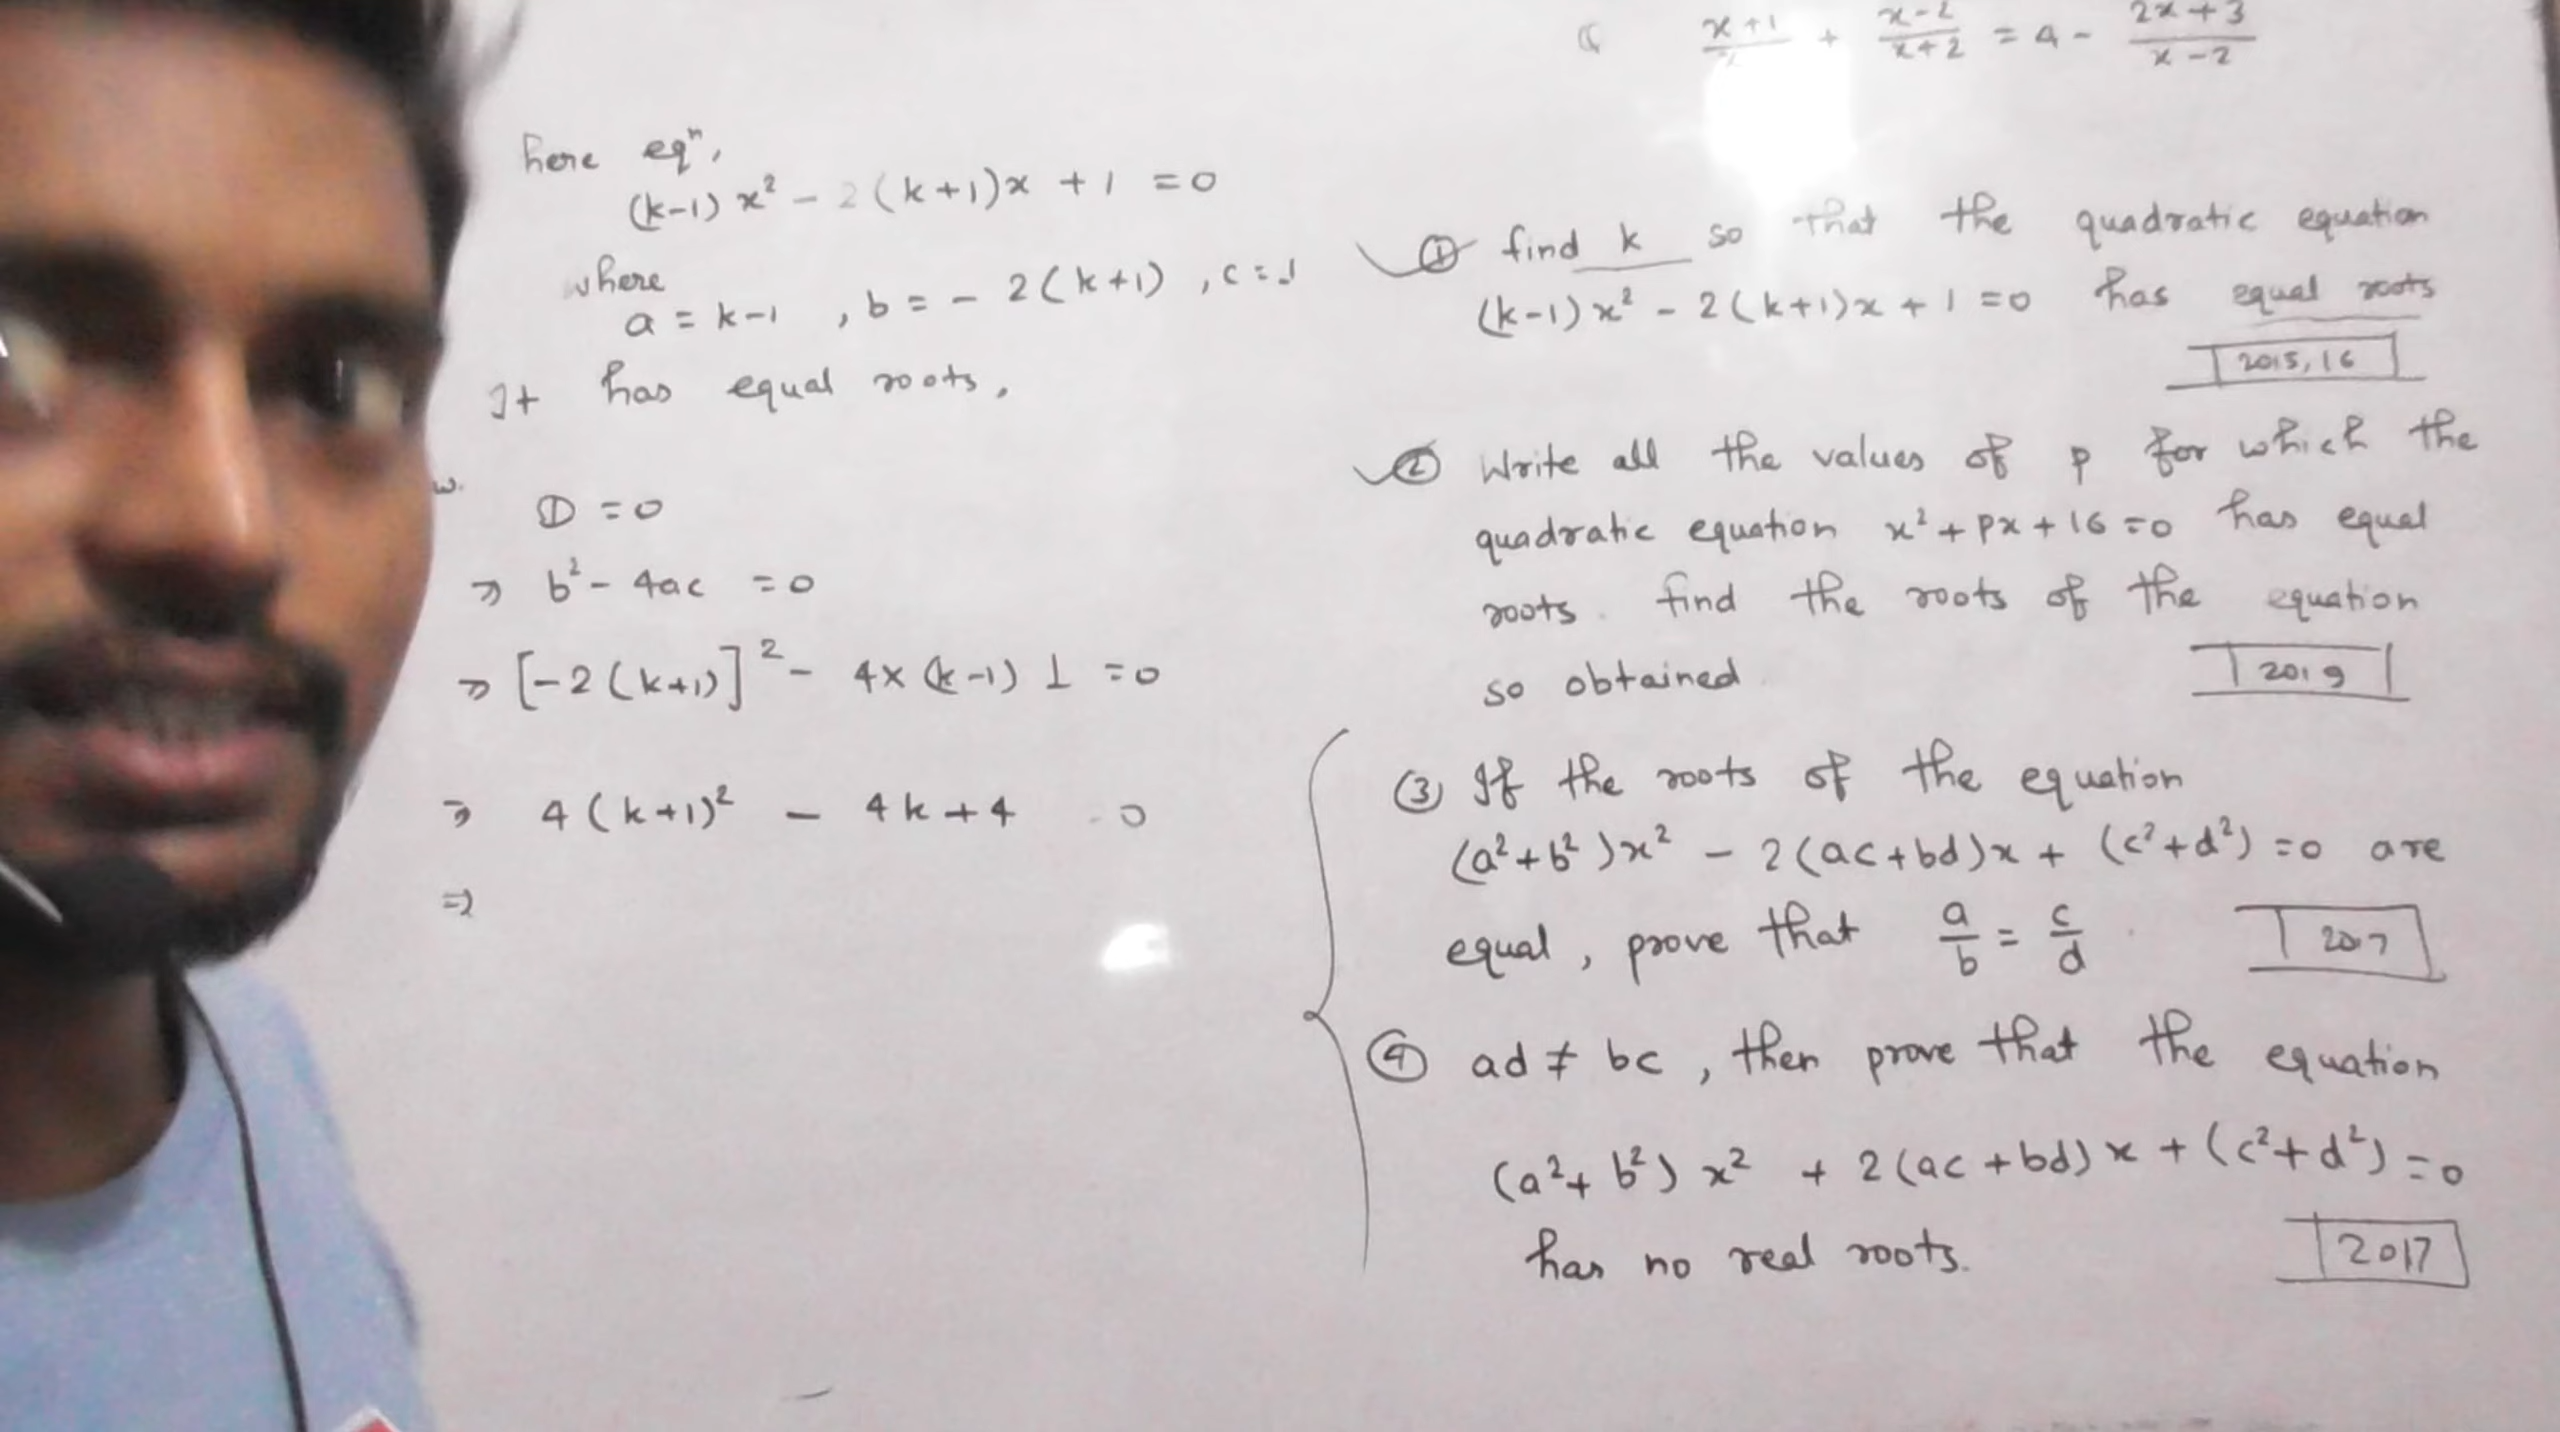 x+1 + x-2/x+2 = 4 - 2x+3/x-2
here eqⁿ,
(k-1) x² - 2(k+1)x + 1 = 0
where
a = k-1 , b = - 2(k+1) , c = 1
It has equal roots,
D = 0
⇒ b² - 4ac = 0
⇒ [-2(k+1)]² - 4×(k-1) 1 = 0
⇒ 4(k+1)² - 4k+4 0
⇒
① find k so that the quadratic equation
(k-1)x² - 2(k+1)x + 1 = 0 has equal roots
2015, 16
② Write all the values of p for which the
quadratic equation x² + px + 16 = 0 has equal
roots. find the roots of the equation
so obtained
2019
③ If the roots of the equation
(a²+b²)x² - 2(ac+bd)x + (c²+d²) = 0 are
equal, prove that a/b = c/d
2017
④ ad ≠ bc, then prove that the equation
(a²+b²) x² + 2(ac+bd)x + (c²+d²) = 0
has no real roots.
2017